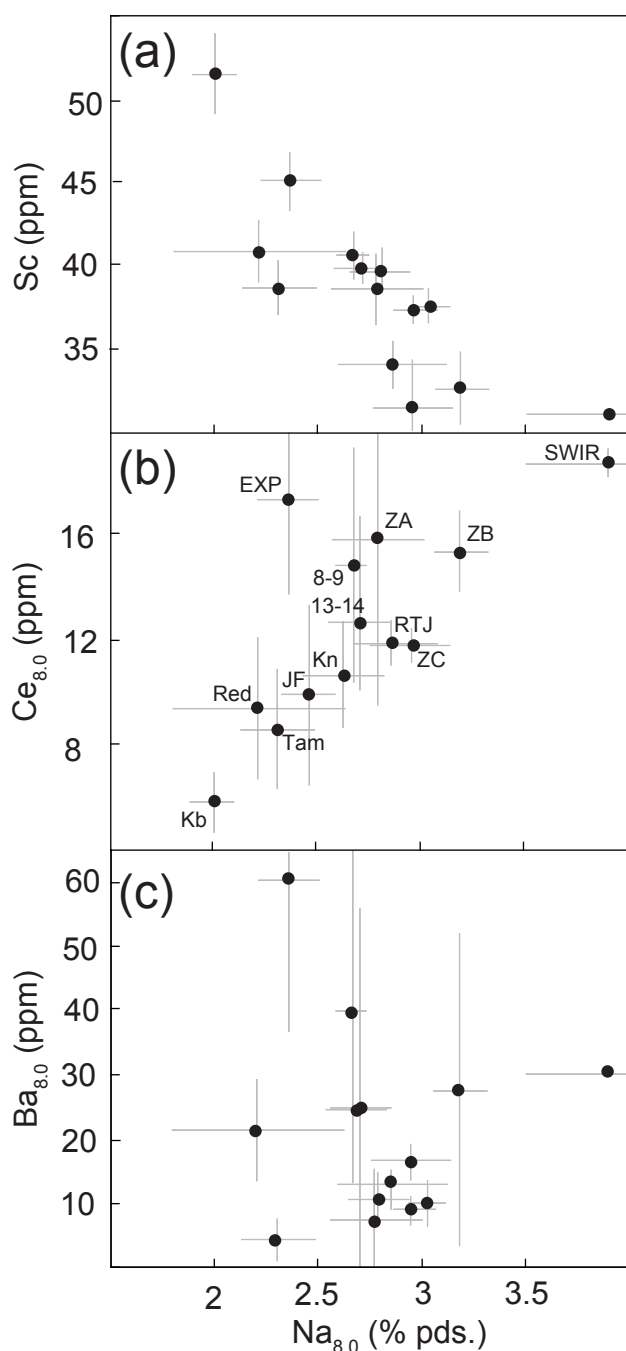 (a)
50
45
40
35
Sc (ppm)
(b)
SWIR
EXP
ZA
ZB
16
8-9
13-14
RTJ
12
Kn
ZC
JF
Red
8
Tam
Kb
Ce8.0 (ppm)
(c)
60
50
40
30
20
10
Ba8.0 (ppm)
2 2.5 3 3.5
Na8.0 (% pds.)